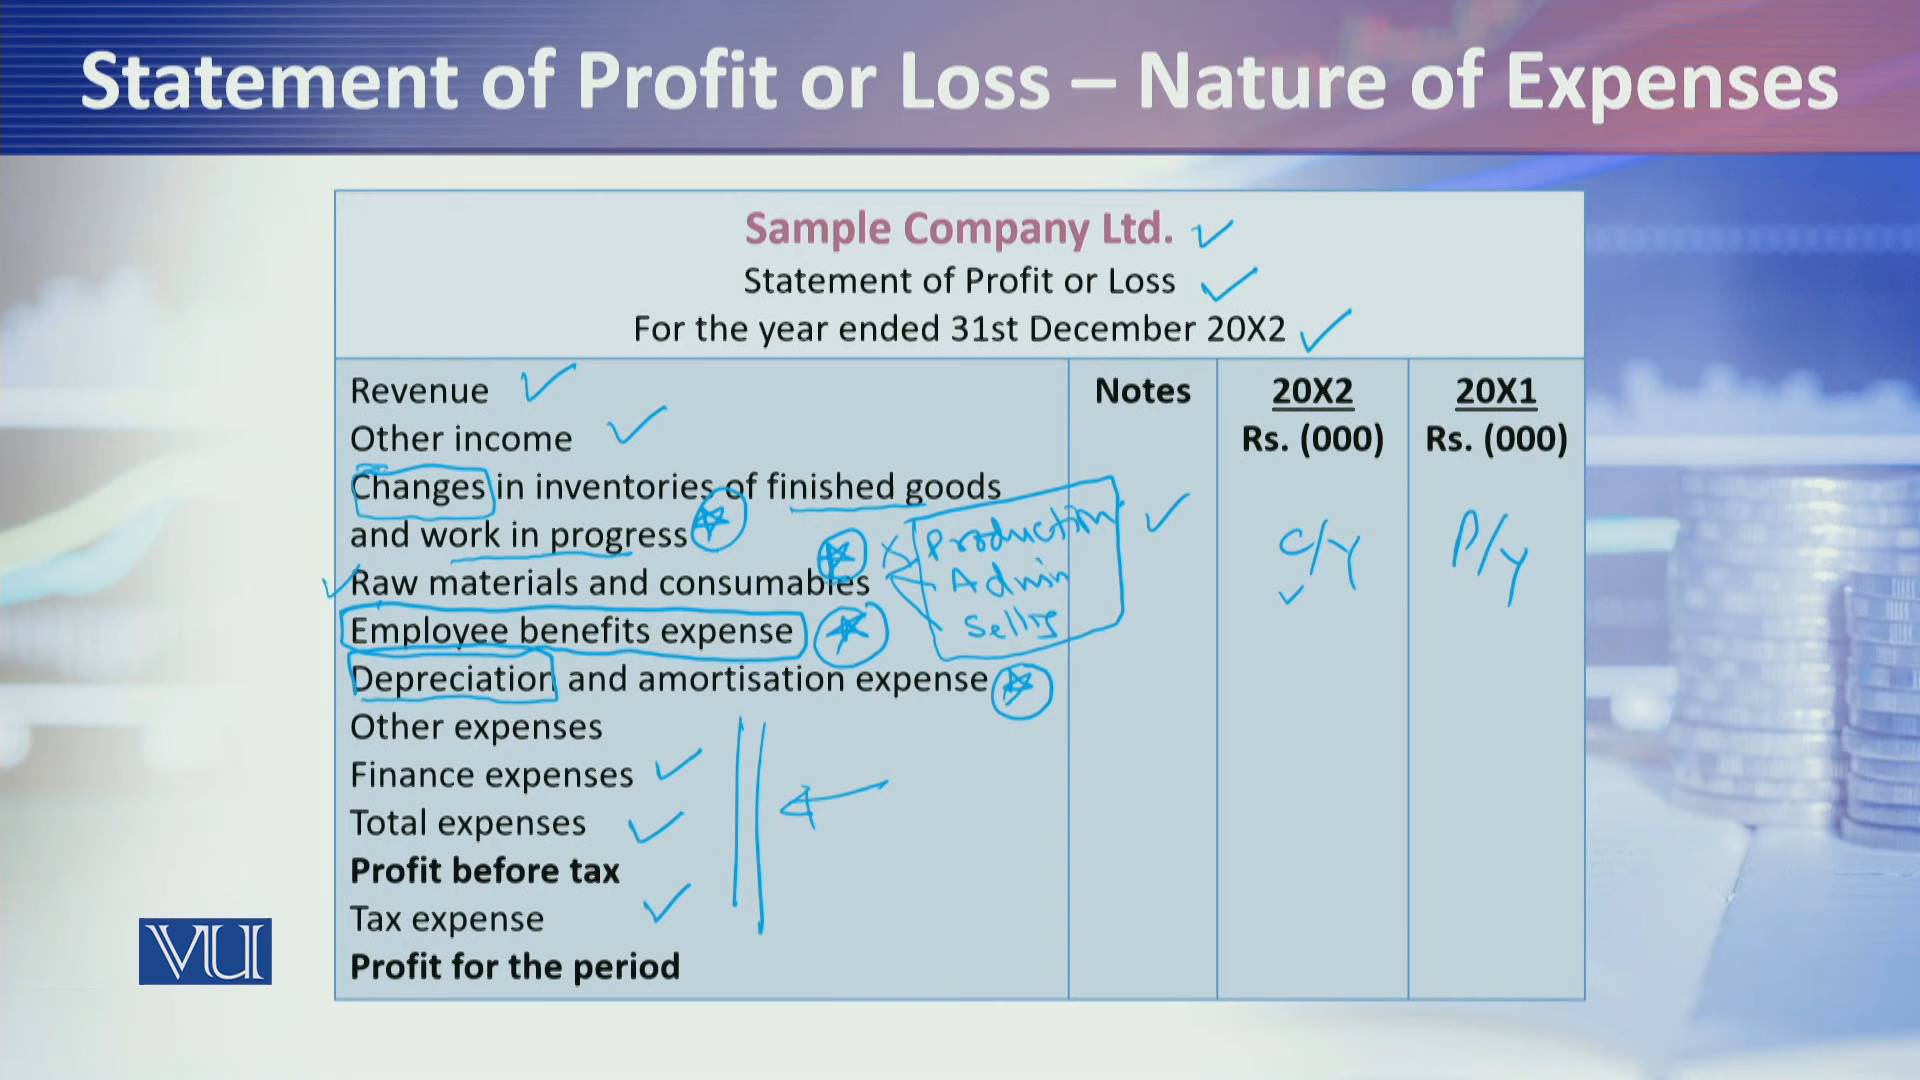 Statement of Profit or Loss – Nature of Expenses
Sample Company Ltd.
Statement of Profit or Loss
For the year ended 31st December 20X2
Revenue
Notes
20X2
20X1
Other income
Rs. (000)
Rs. (000)
Changes in inventories of finished goods
and work in progress
Production
C/Y
P/Y
Raw materials and consumables
Admin
Employee benefits expense
Depreciation and amortisation expense
Other expenses
Finance expenses
Total expenses
Profit before tax
Tax expense
Profit for the period
VU